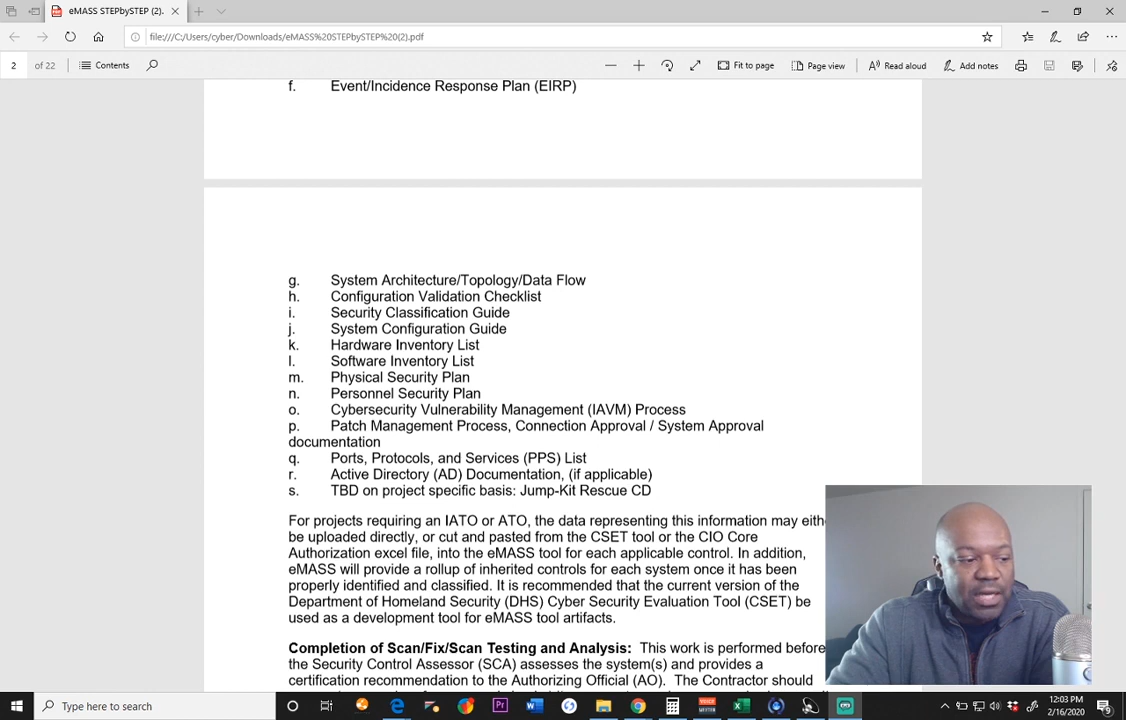 eMASS STEPbySTEP (2).
file:///C:/Users/cyber/Downloads/eMASS%20STEPbySTEP%20(2).pdf
2 of 22 Contents Fit to page Page view Read aloud Add notes
f. Event/Incidence Response Plan (EIRP)
g. System Architecture/Topology/Data Flow
h. Configuration Validation Checklist
i. Security Classification Guide
j. System Configuration Guide
k. Hardware Inventory List
l. Software Inventory List
m. Physical Security Plan
n. Personnel Security Plan
o. Cybersecurity Vulnerability Management (IAVM) Process
p. Patch Management Process, Connection Approval / System Approval
documentation
q. Ports, Protocols, and Services (PPS) List
r. Active Directory (AD) Documentation, (if applicable)
s. TBD on project specific basis: Jump-Kit Rescue CD
For projects requiring an IATO or ATO, the data representing this information may eith
be uploaded directly, or cut and pasted from the CSET tool or the CIO Core
Authorization excel file, into the eMASS tool for each applicable control. In addition,
eMASS will provide a rollup of inherited controls for each system once it has been
properly identified and classified. It is recommended that the current version of the
Department of Homeland Security (DHS) Cyber Security Evaluation Tool (CSET) be
used as a development tool for eMASS tool artifacts.
Completion of Scan/Fix/Scan Testing and Analysis: This work is performed before
the Security Control Assessor (SCA) assesses the system(s) and provides a
certification recommendation to the Authorizing Official (AO). The Contractor should
Type here to search
12:03 PM
2/16/2020